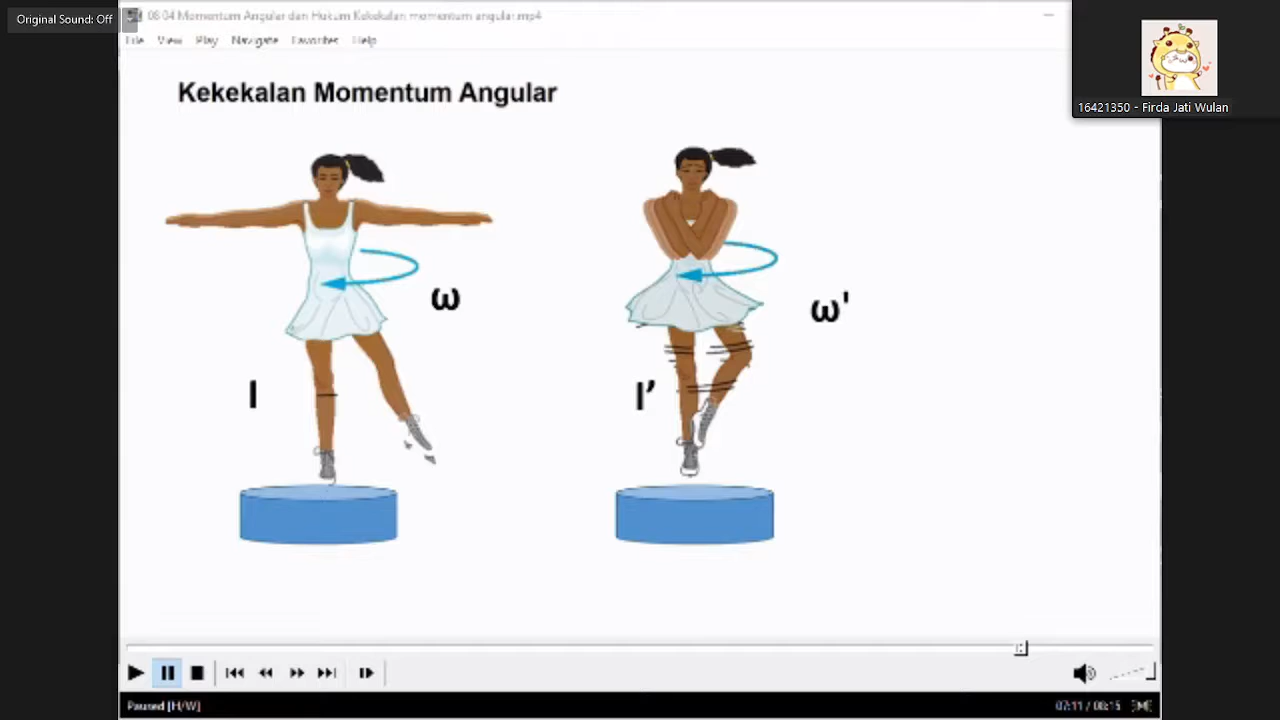 Original Sound: Off
08.04 Momentum Angular dan Hukum Kekekalan momentum angular.mp4
File View Play Navigate Favorites Help
16421350 - Firda Jati Wulan
Kekekalan Momentum Angular
ω
ω'
I
I’
Paused [H/W]
07:11 / 08:15